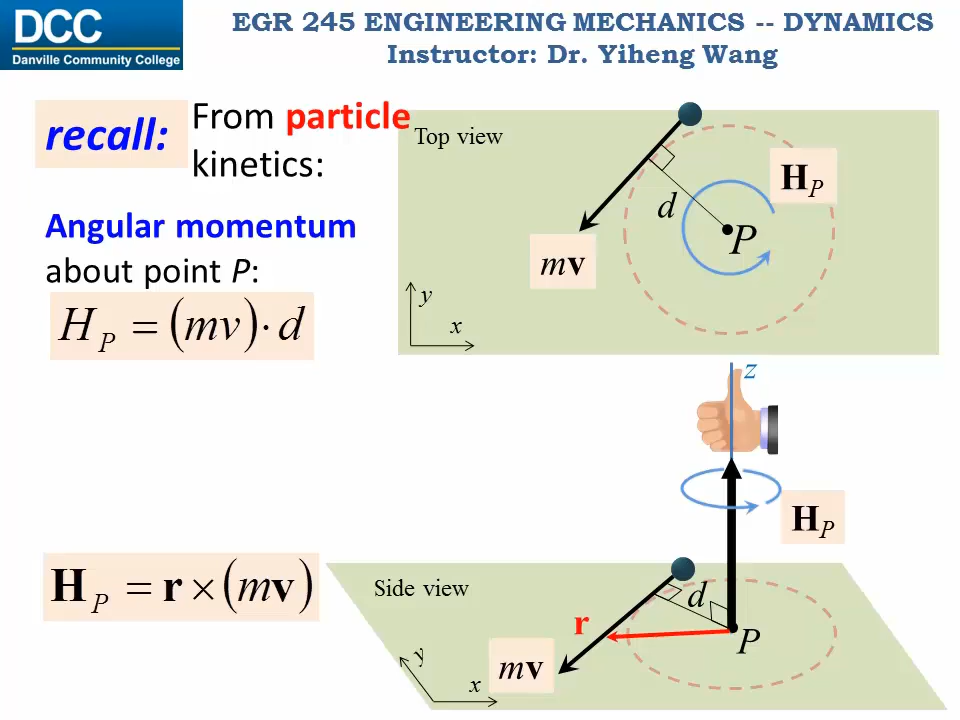 DCC
Danville Community College
EGR 245 ENGINEERING MECHANICS -- DYNAMICS
Instructor: Dr. Yiheng Wang
recall:
From particle
kinetics:
Angular momentum
about point P:
H_P = (mv) · d
Top view
H_P
d
P
mv
y
x
z
H_P
H_P = r × (mv)
Side view
d
r
P
mv
y
x